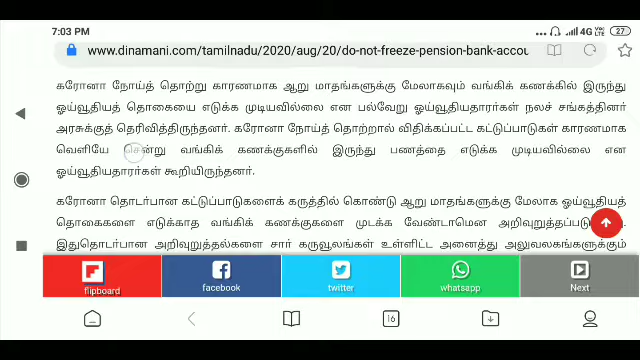 7:03 PM
4G
27
www.dinamani.com/tamilnadu/2020/aug/20/do-not-freeze-pension-bank-accou
கரோனா நோய்த் தொற்று காரணமாக ஆறு மாதங்களுக்கு மேலாகவும் வங்கிக் கணக்கில் இருந்து
ஓய்வூதியத் தொகையை எடுக்க முடியவில்லை என பல்வேறு ஓய்வூதியதாரர்கள் நலச் சங்கத்தினர்
அரசுக்குத் தெரிவித்திருந்தனர். கரோனா நோய்த் தொற்றால் விதிக்கப்பட்ட கட்டுப்பாடுகள் காரணமாக
வெளியே சென்று வங்கிக் கணக்குகளில் இருந்து பணத்தை எடுக்க முடியவில்லை என
ஓய்வூதியதாரர்கள் கூறியிருந்தனர்.
கரோனா தொடர்பான கட்டுப்பாடுகளைக் கருத்தில் கொண்டு ஆறு மாதங்களுக்கு மேலாக ஓய்வூதியத்
தொகைகளை எடுக்காத வங்கிக் கணக்குகளை முடக்க வேண்டாமென
இதுதொடர்பான அறிவுறுத்தல்களை சார் கருவூலங்கள் உள்ளிட்ட அனைத்து அலுவலகங்களுக்கும்
flipboard
facebook
twitter
whatsapp
Next
16